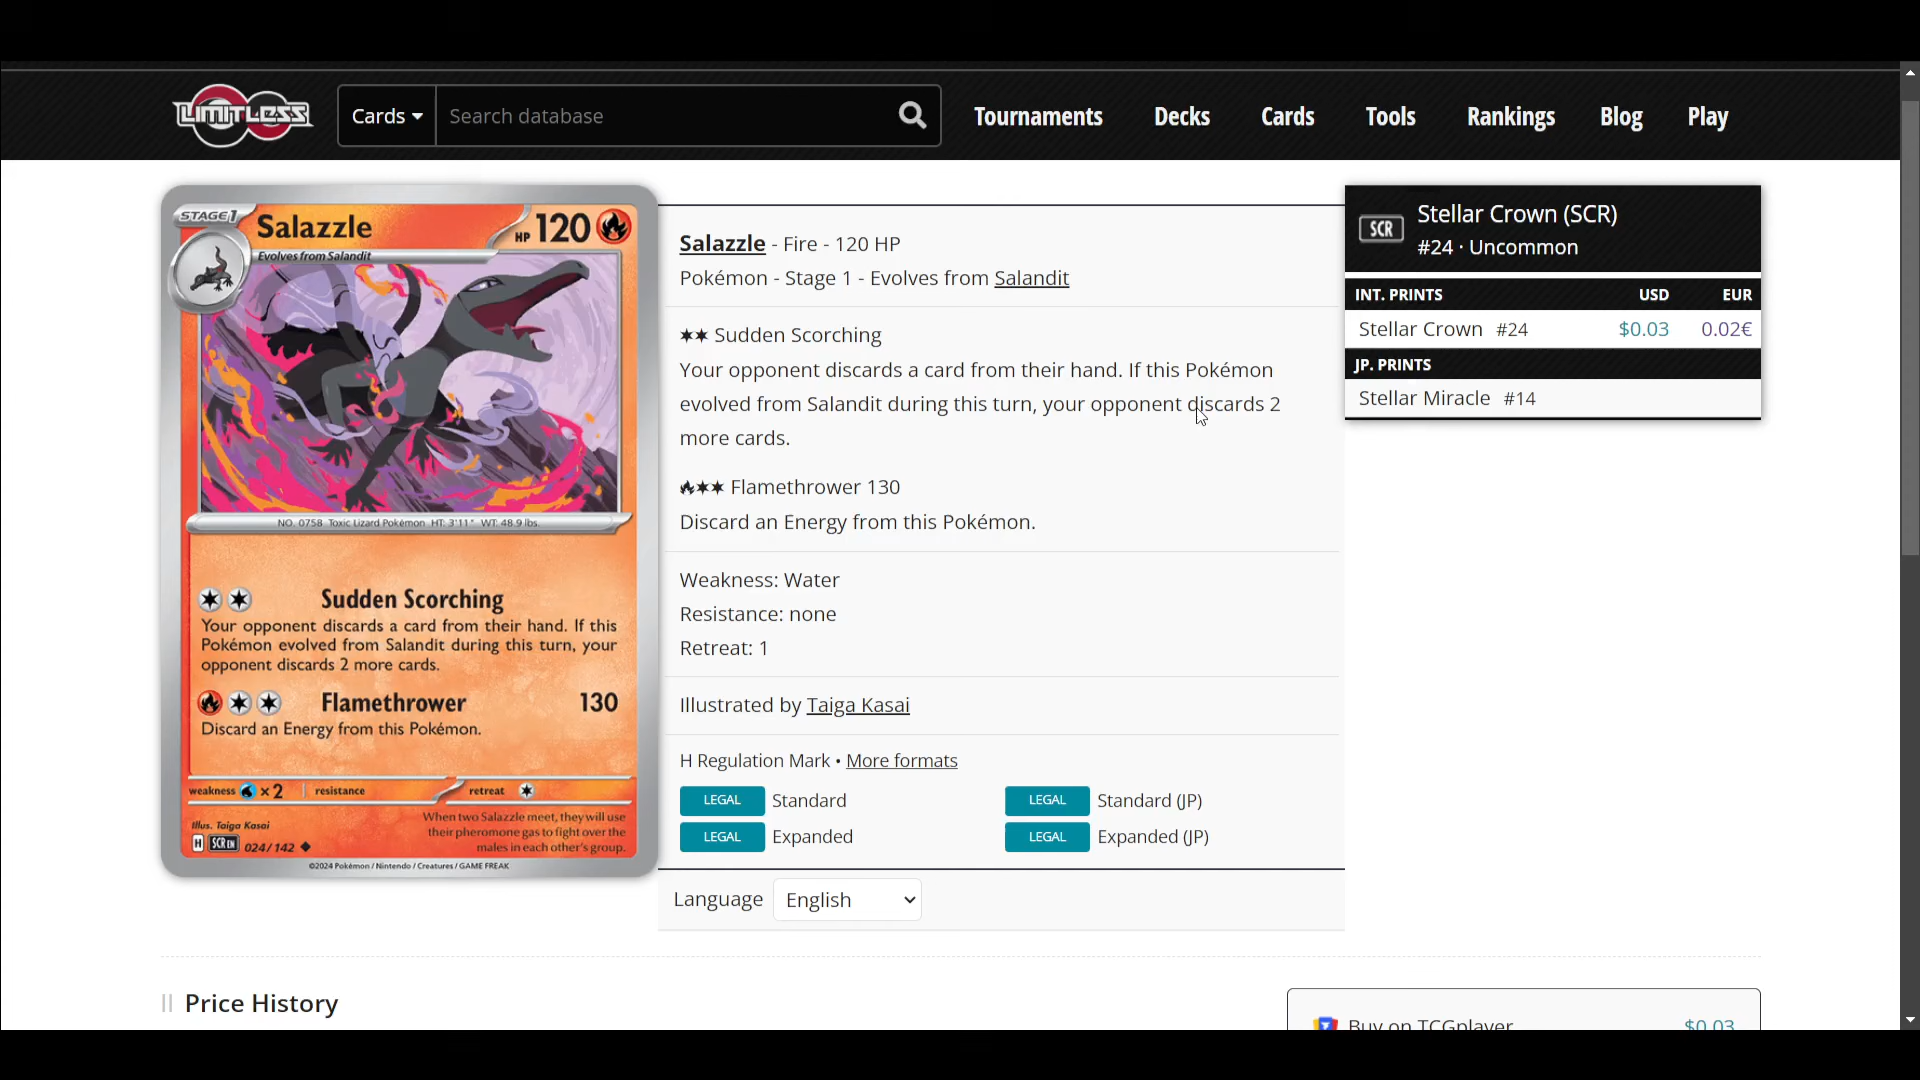 LIMITLESS
Cards
Search database
Tournaments
Decks
Cards
Tools
Rankings
Blog
Play
STAGE1
Salazzle
HP 120
Evolves from Salandit
NO. 0758 Toxic Lizard Pokémon HT: 3'11" WT: 48.9 lbs.
Sudden Scorching
Your opponent discards a card from their hand. If this
Pokémon evolved from Salandit during this turn, your
opponent discards 2 more cards.
Flamethrower 130
Discard an Energy from this Pokémon.
weakness ×2 resistance retreat
Illus. Taiga Kasai
H SCR EN 024/142
When two Salazzle meet, they will use
their pheromone gas to fight over the
males in each other's group.
©2024 Pokémon / Nintendo / Creatures / GAME FREAK
Salazzle - Fire - 120 HP
Pokémon - Stage 1 - Evolves from Salandit
Sudden Scorching
Your opponent discards a card from their hand. If this Pokémon
evolved from Salandit during this turn, your opponent discards 2
more cards.
Flamethrower 130
Discard an Energy from this Pokémon.
Weakness: Water
Resistance: none
Retreat: 1
Illustrated by Taiga Kasai
H Regulation Mark • More formats
LEGAL Standard
LEGAL Standard (JP)
LEGAL Expanded
LEGAL Expanded (JP)
Language English
SCR
Stellar Crown (SCR)
#24 · Uncommon
INT. PRINTS USD EUR
Stellar Crown #24 $0.03 0.02€
JP. PRINTS
Stellar Miracle #14
Price History
Buy on TCGplayer $0.03